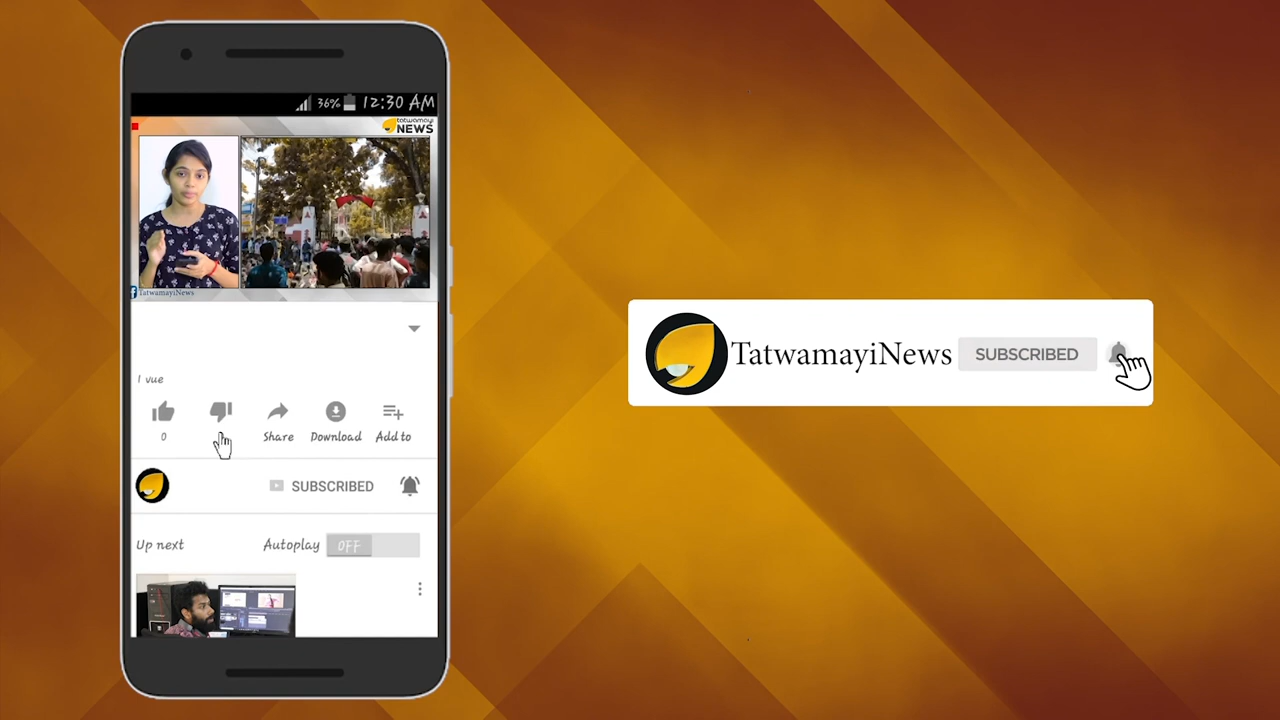 36% 12:30 AM
tatwamayi
NEWS
TatwamayiNews
1 vue
0
Share
Download
Add to
SUBSCRIBED
Up next
Autoplay
OFF
TatwamayiNews
SUBSCRIBED